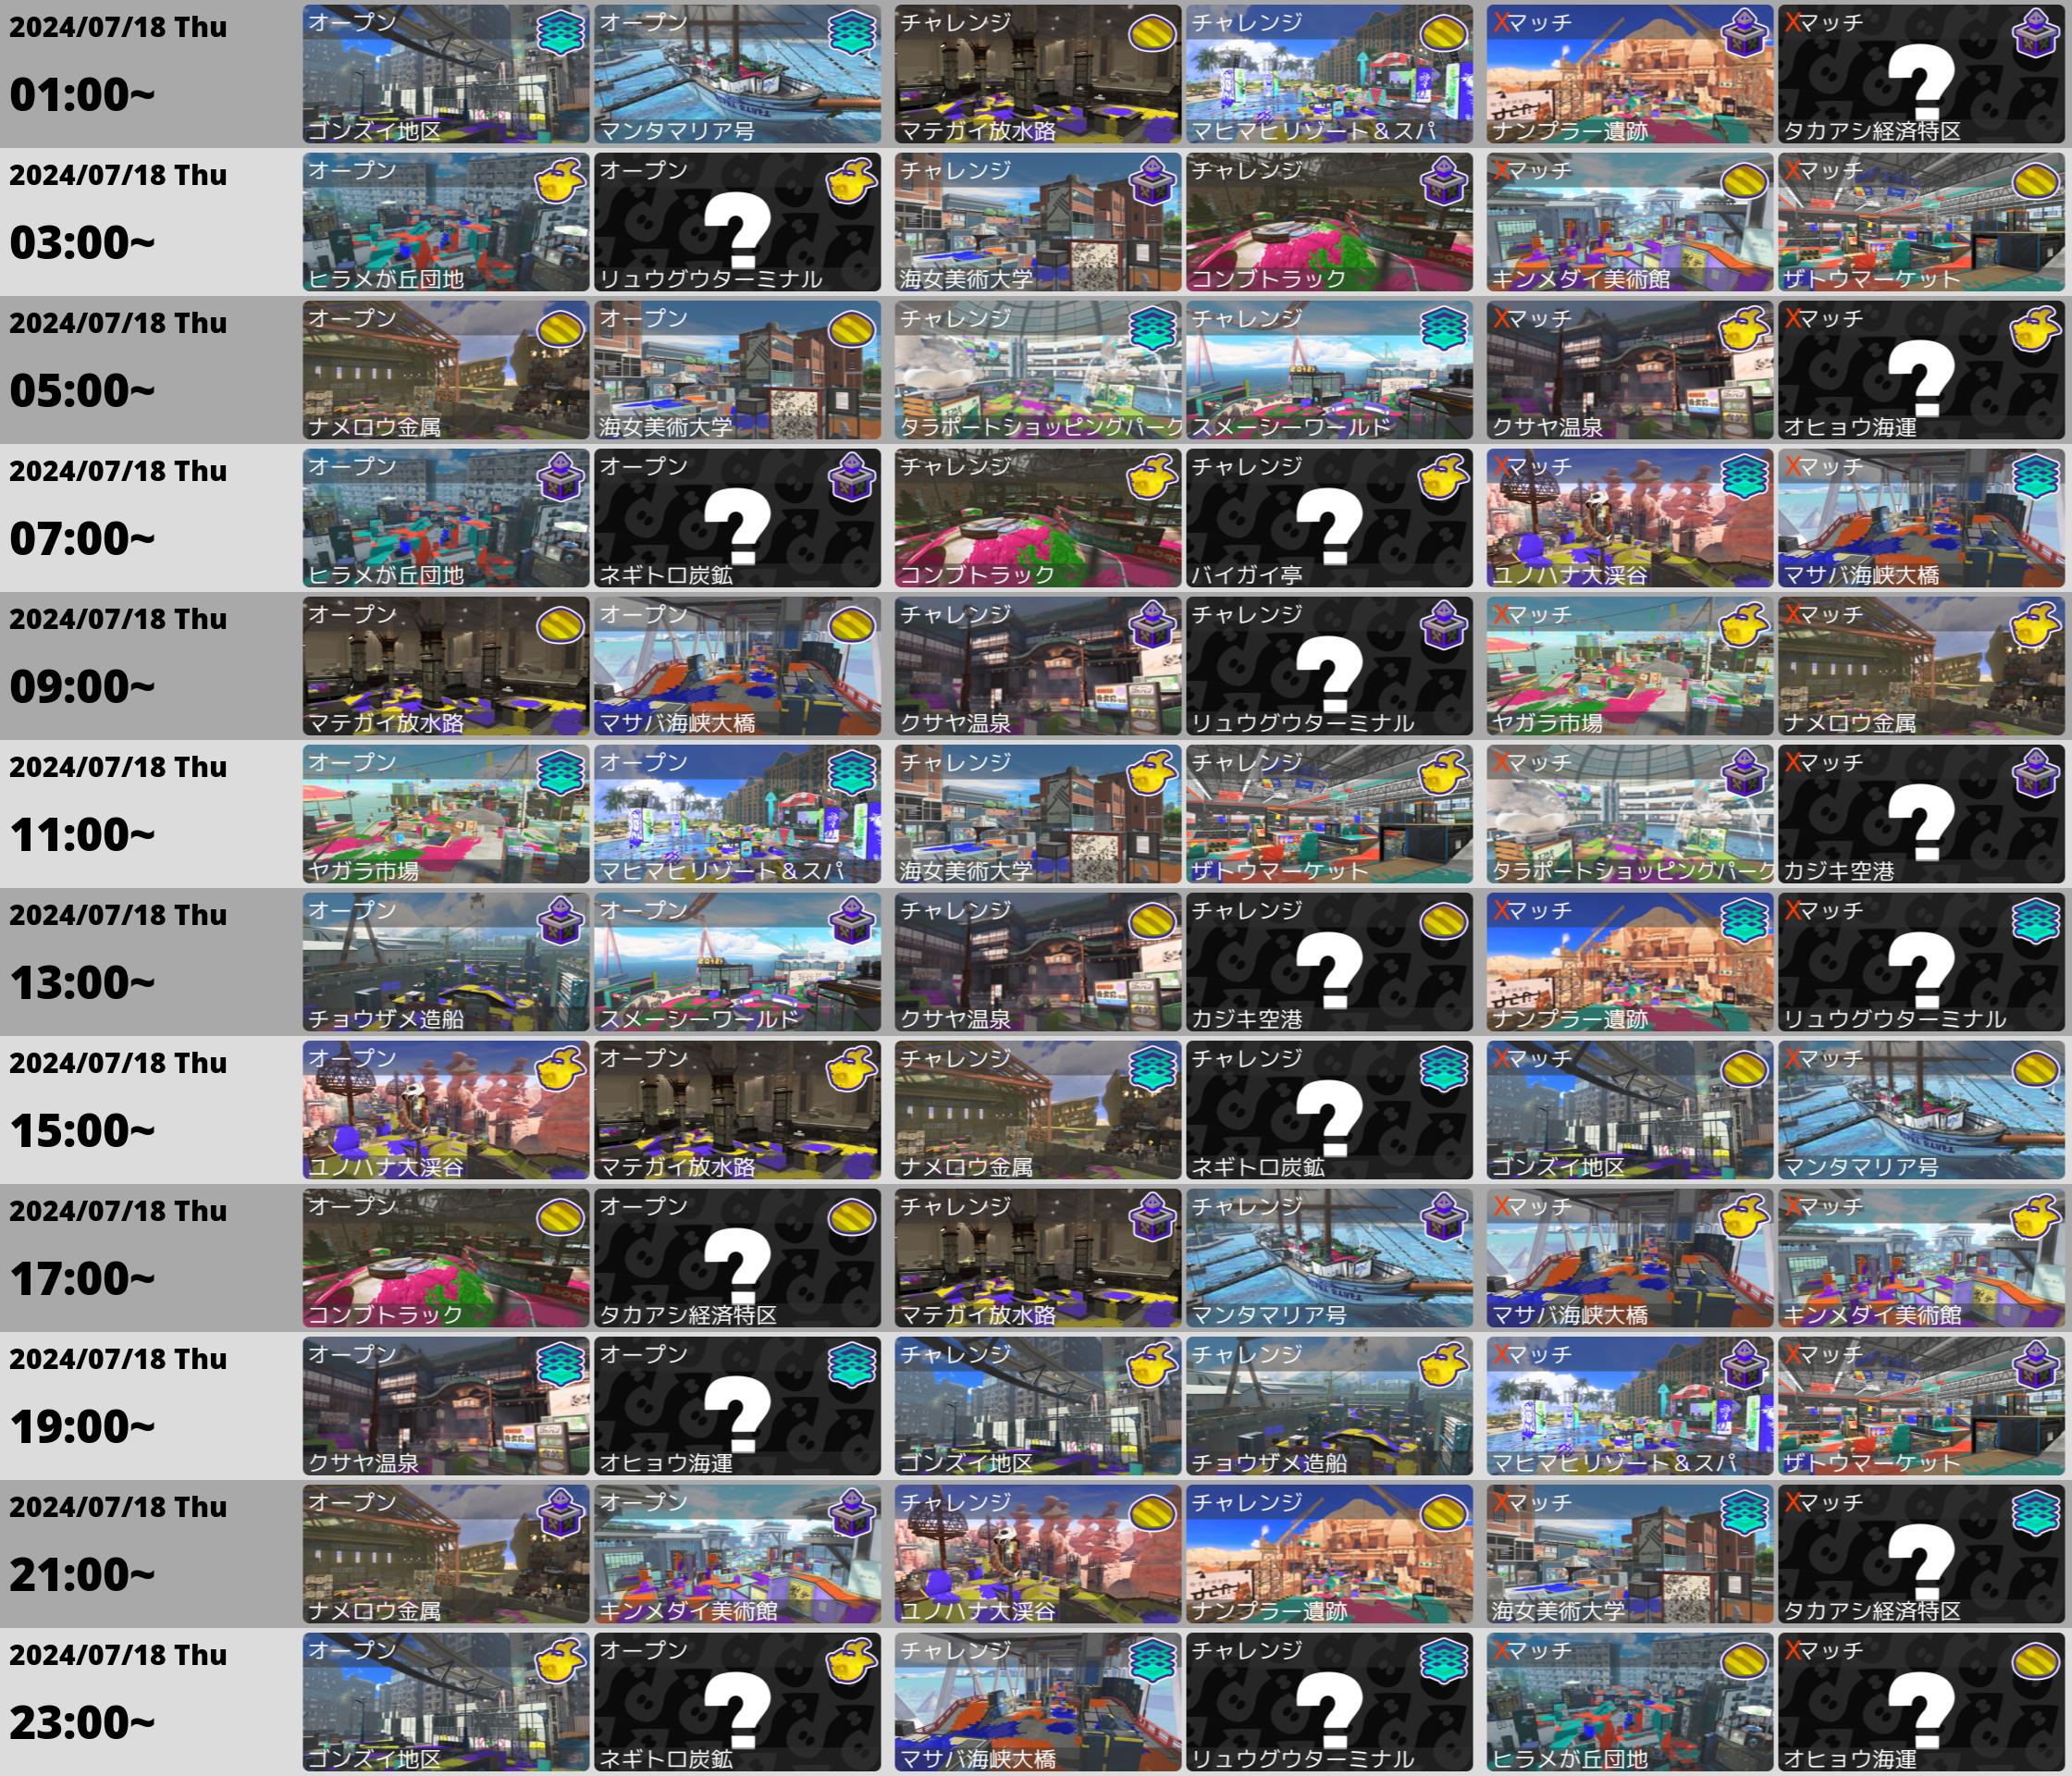 2024/07/18 Thu
01:00~
オープン
ゴンズイ地区
オープン
マンタマリア号
チャレンジ
マテガイ放水路
チャレンジ
マヒマヒリゾート＆スパ
Xマッチ
ナンプラー遺跡
Xマッチ
タカアシ経済特区
2024/07/18 Thu
03:00~
オープン
ヒラメが丘団地
オープン
リュウグウターミナル
チャレンジ
海女美術大学
チャレンジ
コンブトラック
Xマッチ
キンメダイ美術館
Xマッチ
ザトウマーケット
2024/07/18 Thu
05:00~
オープン
ナメロウ金属
オープン
海女美術大学
チャレンジ
タラポートショッピングパーク
チャレンジ
スメーシーワールド
Xマッチ
クサヤ温泉
Xマッチ
オヒョウ海運
2024/07/18 Thu
07:00~
オープン
ヒラメが丘団地
オープン
ネギトロ炭鉱
チャレンジ
コンブトラック
チャレンジ
バイガイ亭
Xマッチ
ユノハナ大渓谷
Xマッチ
マサバ海峡大橋
2024/07/18 Thu
09:00~
オープン
マテガイ放水路
オープン
マサバ海峡大橋
チャレンジ
クサヤ温泉
チャレンジ
リュウグウターミナル
Xマッチ
ヤガラ市場
Xマッチ
ナメロウ金属
2024/07/18 Thu
11:00~
オープン
ヤガラ市場
オープン
マヒマヒリゾート＆スパ
チャレンジ
海女美術大学
チャレンジ
ザトウマーケット
Xマッチ
タラポートショッピングパーク
Xマッチ
カジキ空港
2024/07/18 Thu
13:00~
オープン
チョウザメ造船
オープン
スメーシーワールド
チャレンジ
クサヤ温泉
チャレンジ
カジキ空港
Xマッチ
ナンプラー遺跡
Xマッチ
リュウグウターミナル
2024/07/18 Thu
15:00~
オープン
ユノハナ大渓谷
オープン
マテガイ放水路
チャレンジ
ナメロウ金属
チャレンジ
ネギトロ炭鉱
Xマッチ
ゴンズイ地区
Xマッチ
マンタマリア号
2024/07/18 Thu
17:00~
オープン
コンブトラック
オープン
タカアシ経済特区
チャレンジ
マテガイ放水路
チャレンジ
マンタマリア号
Xマッチ
マサバ海峡大橋
Xマッチ
キンメダイ美術館
2024/07/18 Thu
19:00~
オープン
クサヤ温泉
オープン
オヒョウ海運
チャレンジ
ゴンズイ地区
チャレンジ
チョウザメ造船
Xマッチ
マヒマヒリゾート＆スパ
Xマッチ
ザトウマーケット
2024/07/18 Thu
21:00~
オープン
ナメロウ金属
オープン
キンメダイ美術館
チャレンジ
ユノハナ大渓谷
チャレンジ
ナンプラー遺跡
Xマッチ
海女美術大学
Xマッチ
タカアシ経済特区
2024/07/18 Thu
23:00~
オープン
ゴンズイ地区
オープン
ネギトロ炭鉱
チャレンジ
マサバ海峡大橋
チャレンジ
リュウグウターミナル
Xマッチ
ヒラメが丘団地
Xマッチ
オヒョウ海運